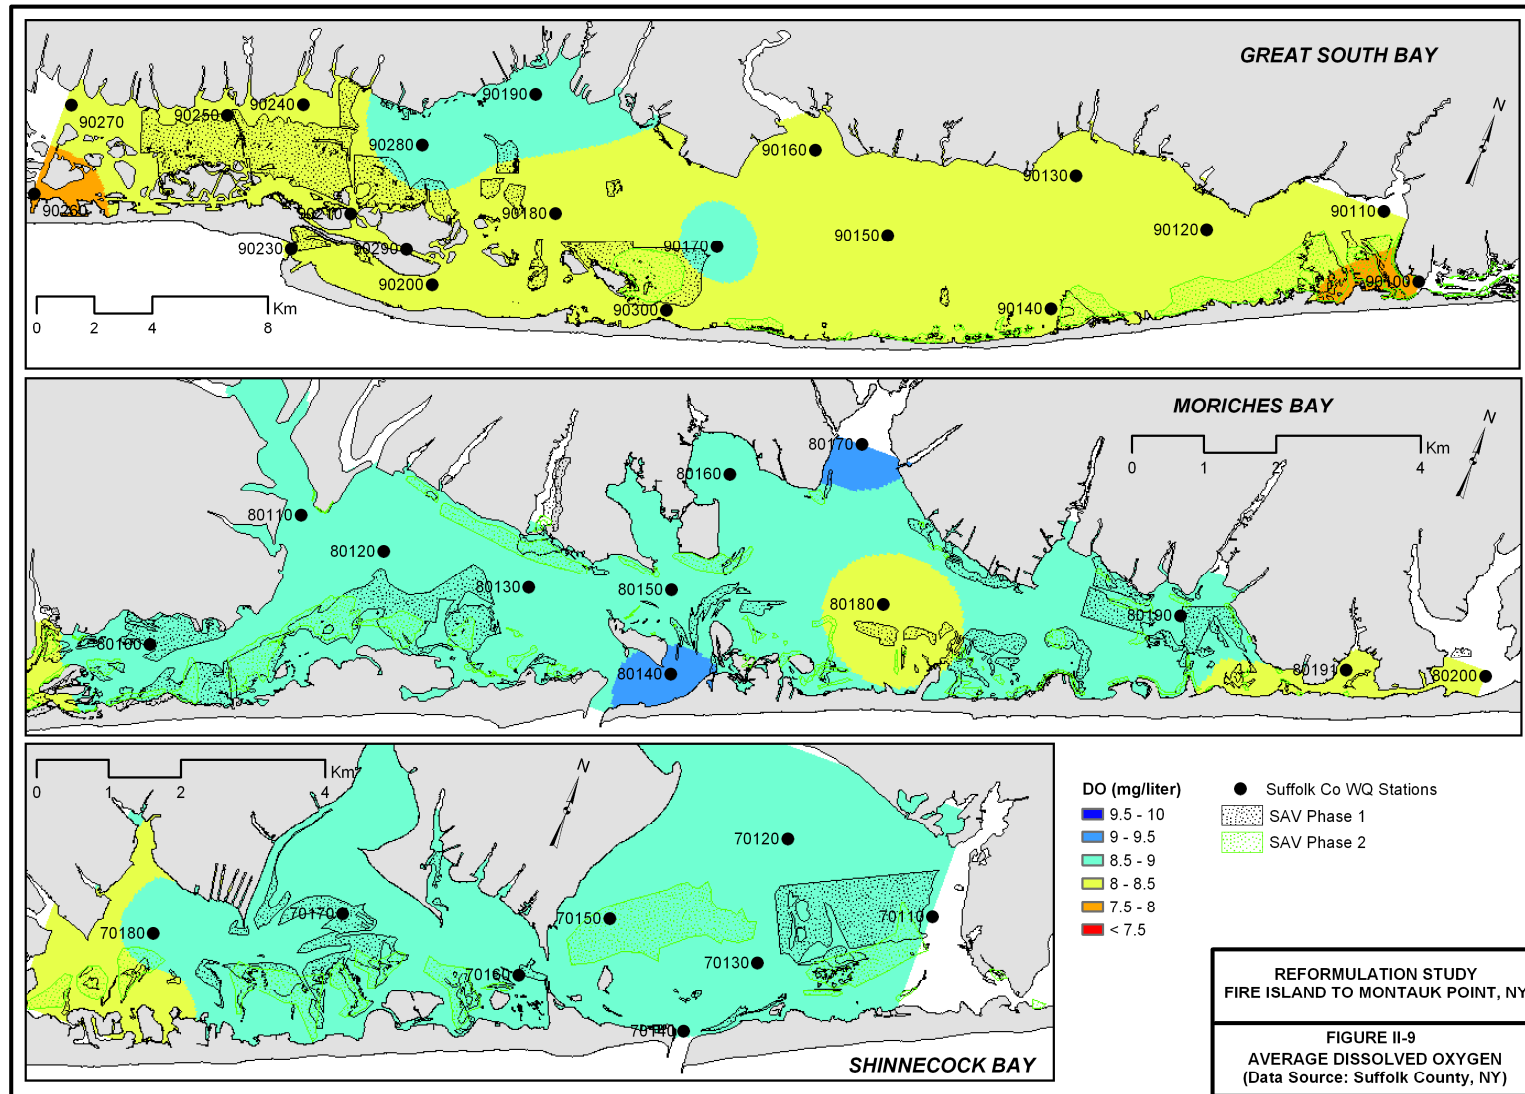 GREAT SOUTH BAY
N
90190
90240
90250
90270
90280
90160
90130
90260
90210
90180
90110
90120
90230
90290
90170
90150
90200
90100
90300
90140
0 2 4 8 Km
MORICHES BAY
N
Km
0 1 2 4
80170
80160
80110
80120
80130
80150
80180
80190
80100
80140
80191
80200
Km
0 1 2 4
N
70120
70170
70150
70110
70180
70160
70130
70140
SHINNECOCK BAY
DO (mg/liter)
9.5 - 10
9 - 9.5
8.5 - 9
8 - 8.5
7.5 - 8
< 7.5
Suffolk Co WQ Stations
SAV Phase 1
SAV Phase 2
REFORMULATION STUDY
FIRE ISLAND TO MONTAUK POINT, NY
FIGURE II-9
AVERAGE DISSOLVED OXYGEN
(Data Source: Suffolk County, NY)